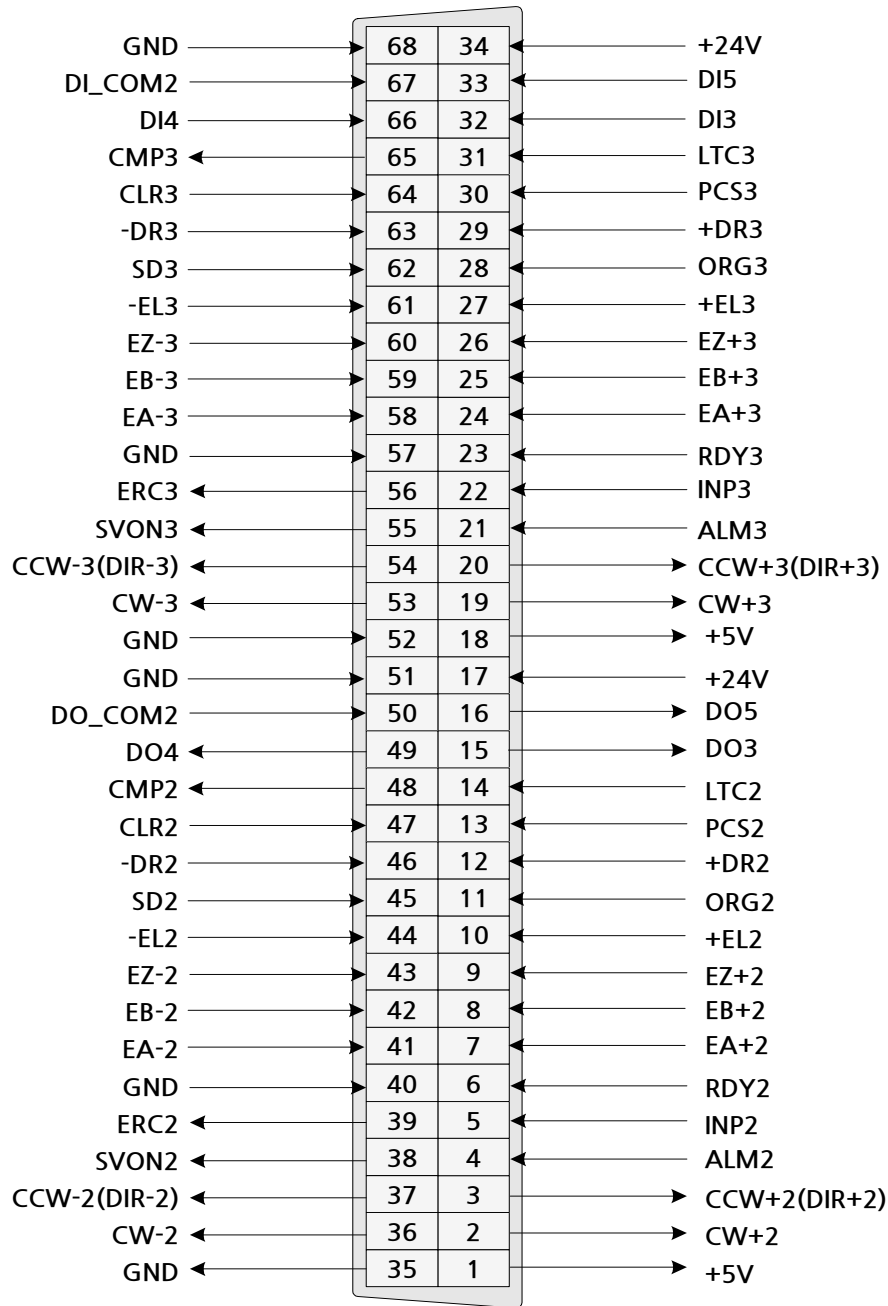 GND 68 34 +24V
DI_COM2 67 33 DI5
DI4 66 32 DI3
CMP3 65 31 LTC3
CLR3 64 30 PCS3
-DR3 63 29 +DR3
SD3 62 28 ORG3
-EL3 61 27 +EL3
EZ-3 60 26 EZ+3
EB-3 59 25 EB+3
EA-3 58 24 EA+3
GND 57 23 RDY3
ERC3 56 22 INP3
SVON3 55 21 ALM3
CCW-3(DIR-3) 54 20 CCW+3(DIR+3)
CW-3 53 19 CW+3
GND 52 18 +5V
GND 51 17 +24V
DO_COM2 50 16 DO5
DO4 49 15 DO3
CMP2 48 14 LTC2
CLR2 47 13 PCS2
-DR2 46 12 +DR2
SD2 45 11 ORG2
-EL2 44 10 +EL2
EZ-2 43 9 EZ+2
EB-2 42 8 EB+2
EA-2 41 7 EA+2
GND 40 6 RDY2
ERC2 39 5 INP2
SVON2 38 4 ALM2
CCW-2(DIR-2) 37 3 CCW+2(DIR+2)
CW-2 36 2 CW+2
GND 35 1 +5V